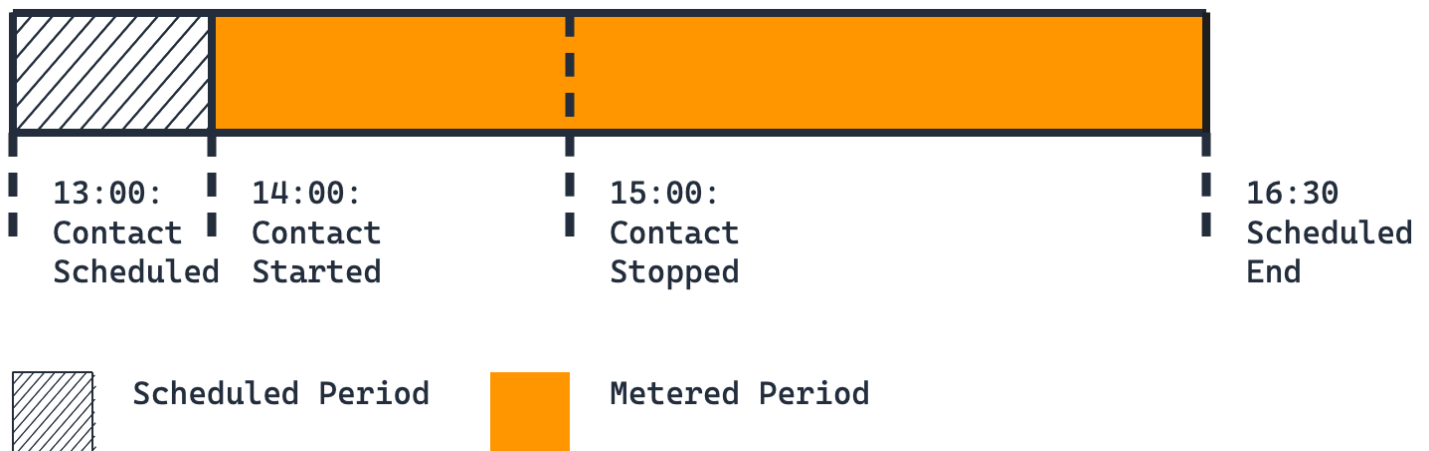 13:00:
Contact
Scheduled
14:00:
Contact
Started
15:00:
Contact
Stopped
16:30
Scheduled
End
Scheduled Period
Metered Period